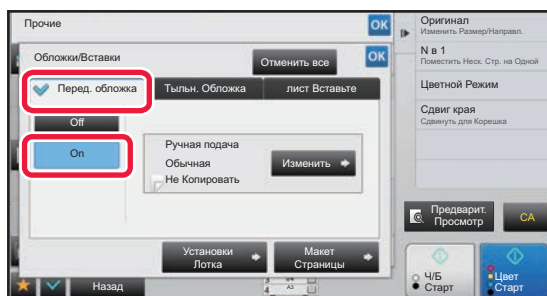 Прочие
OK
Обложки/Вставки
Отменить все
OK
Перед. обложка
Тыльн. Обложка
лист Вставьте
Off
On
Ручная подача
Обычная
Не Копировать
Изменить
Установки
Лотка
Макет
Страницы
Назад
A3
4
Оригинал
Изменить Размер/Направл.
N в 1
Поместить Неск. Стр. на Одной
Цветной Режим
Сдвиг края
Сдвинуть для Корешка
Предварит.
Просмотр
CA
Ч/Б
Старт
Цвет
Старт